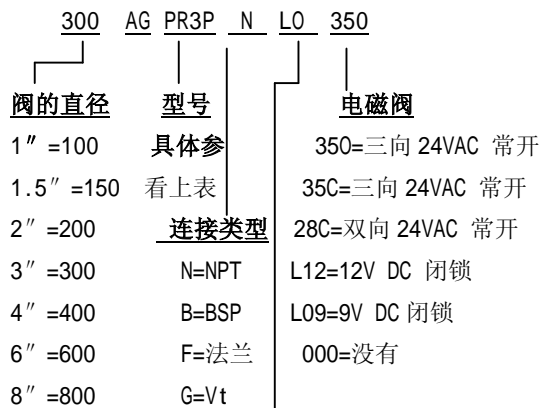 300 AG PR3P N LO 350
阀的直径 型号 电磁阀
1″ =100 具体参 350=三向 24VAC 常开
1.5″ =150 看上表 35C=三向 24VAC 常开
2″ =200 连接类型 28C=双向 24VAC 常开
3″ =300 N=NPT L12=12V DC 闭锁
4″ =400 B=BSP L09=9V DC 闭锁
6″ =600 F=法兰 000=没有
8″ =800 G=Vt